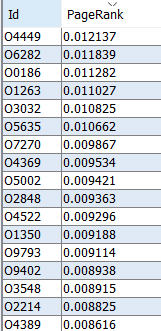 Id PageRank
O4449 0.012137
O6282 0.011839
O0186 0.011282
O1263 0.011027
O3032 0.010825
O5635 0.010662
O7270 0.009867
O4369 0.009534
O5002 0.009421
O2848 0.009363
O4522 0.009296
O1350 0.009188
O9793 0.009114
O9402 0.008938
O3548 0.008915
O2214 0.008825
O4389 0.008616